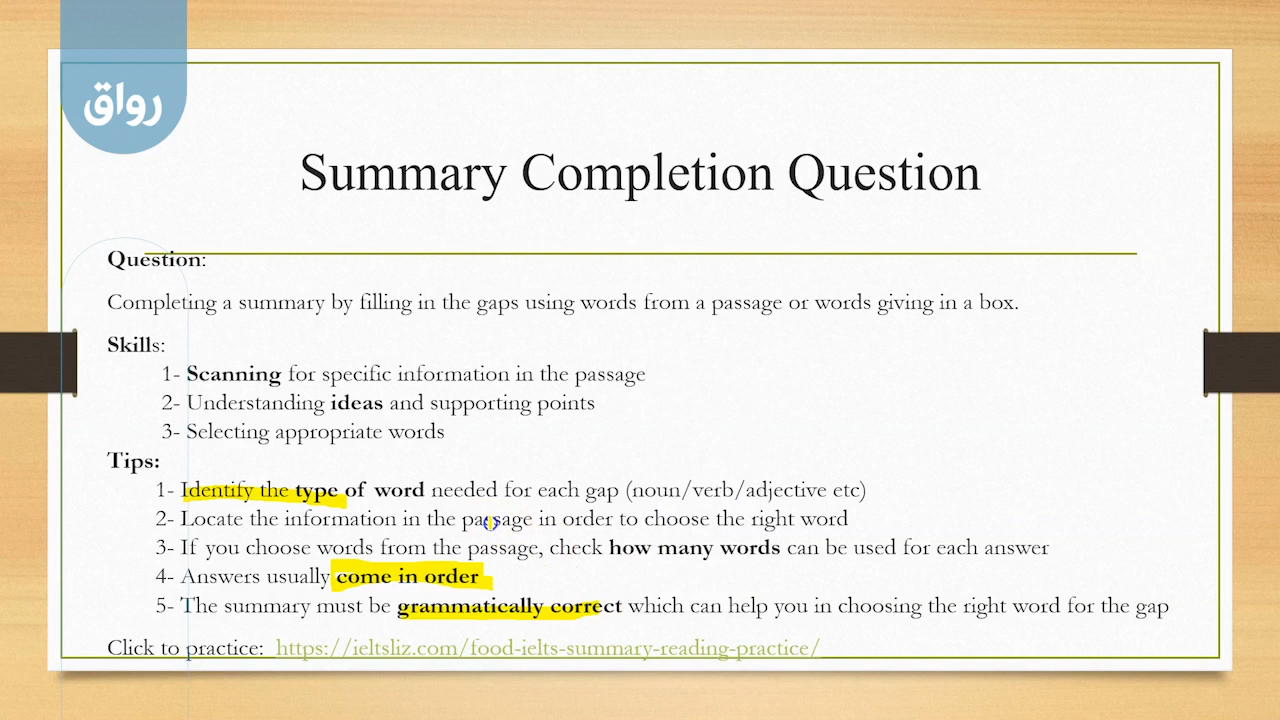 رواق
Summary Completion Question
Question:
Completing a summary by filling in the gaps using words from a passage or words giving in a box.
Skills:
1- Scanning for specific information in the passage
2- Understanding ideas and supporting points
3- Selecting appropriate words
Tips:
1- Identify the type of word needed for each gap (noun/verb/adjective etc)
2- Locate the information in the passage in order to choose the right word
3- If you choose words from the passage, check how many words can be used for each answer
4- Answers usually come in order
5- The summary must be grammatically correct which can help you in choosing the right word for the gap
Click to practice: https://ieltsliz.com/food-ielts-summary-reading-practice/